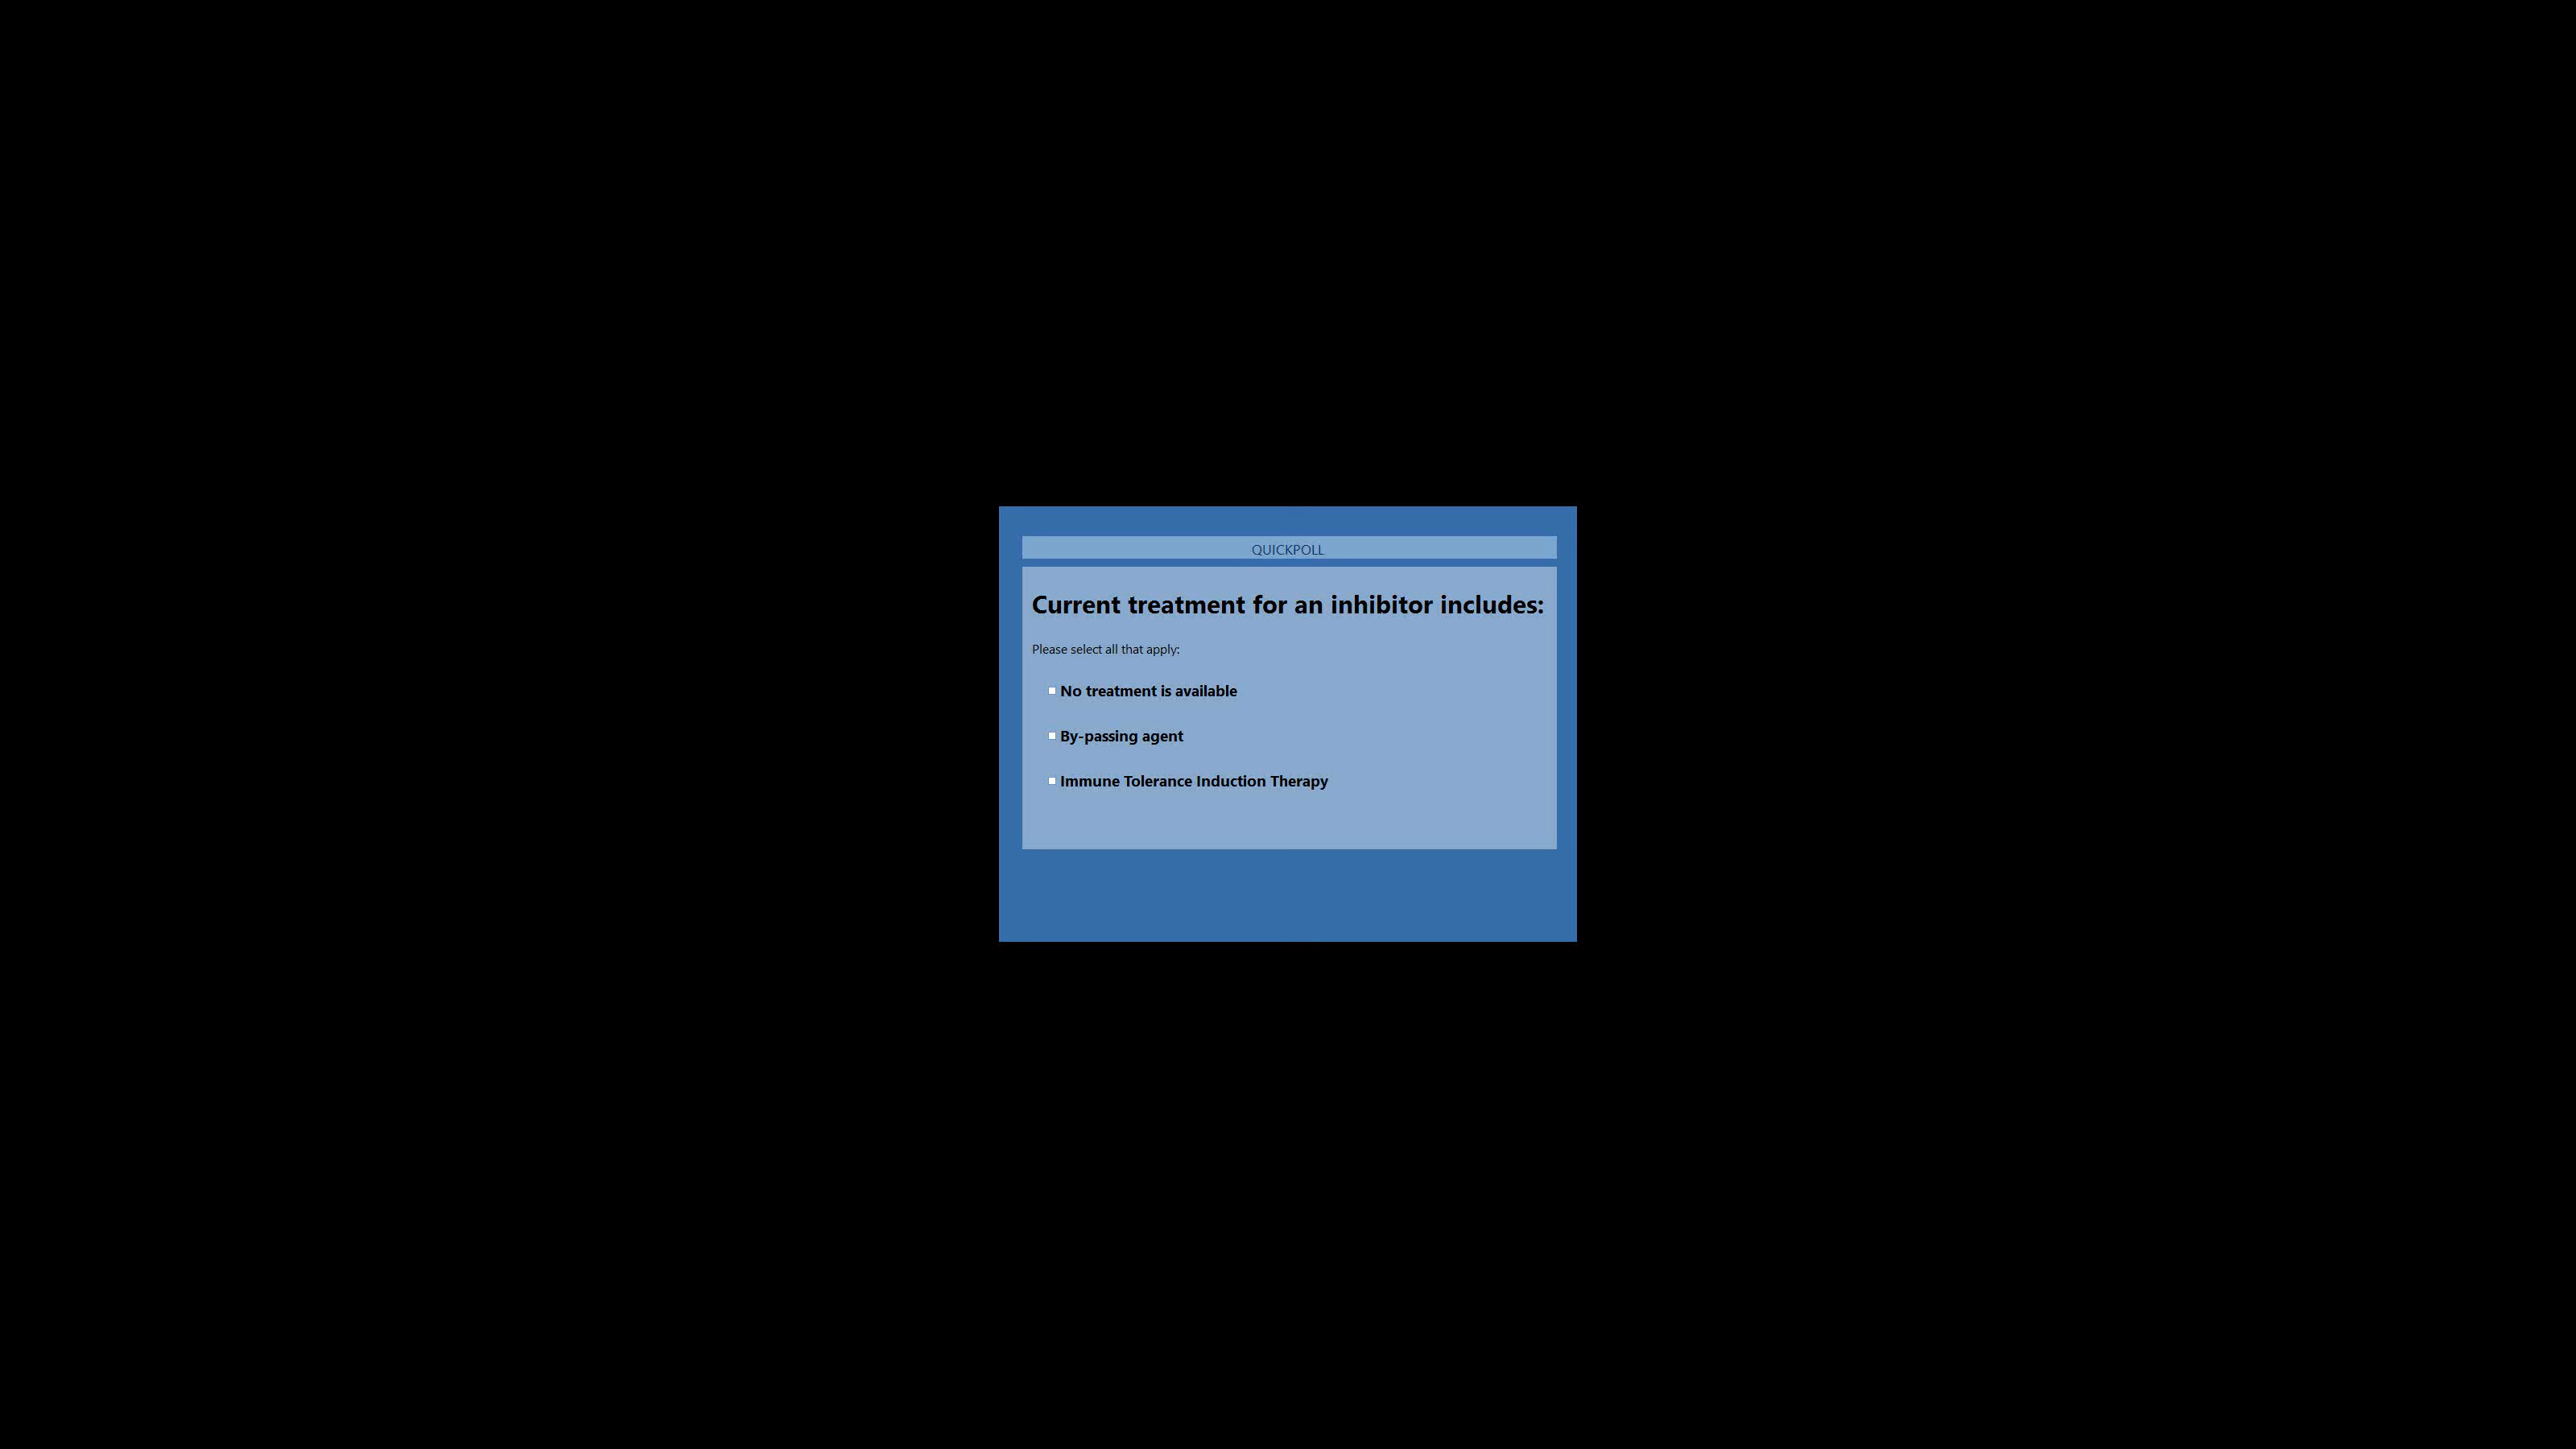 QUICKPOLL
Current treatment for an inhibitor includes:
Please select all that apply:
No treatment is available
By-passing agent
Immune Tolerance Induction Therapy